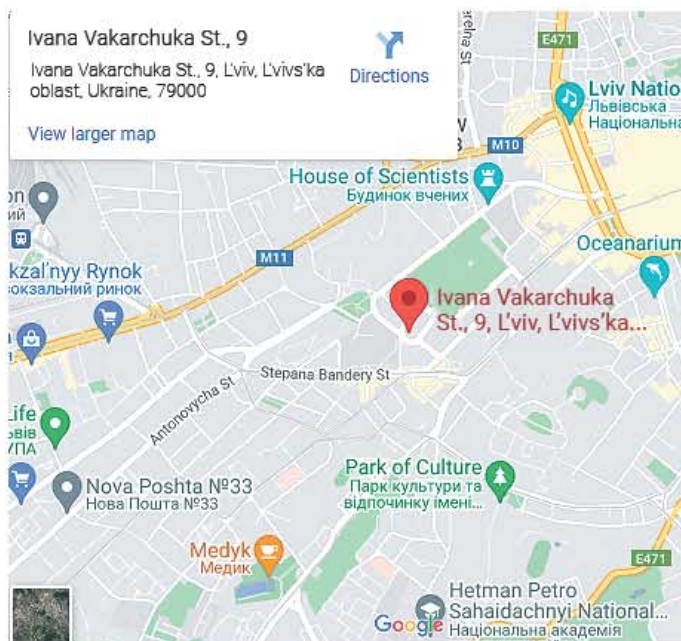 Ivana Vakarchuka St., 9
Ivana Vakarchuka St., 9, L'viv, L'vivs'ka
oblast, Ukraine, 79000
Directions
View larger map
E471
Lviv Natio
Львівська
Національна
M10
House of Scientists
Будинок вчених
M11
Oceanarium
kzal'nyy Rynok
вокзальний ринок
Ivana Vakarchuka
St., 9, L'viv, L'vivs'ka...
Stepana Bandery St
Antonovycha St
Life
УПА
Nova Poshta №33
Нова Пошта №33
Park of Culture
Парк культури та
відпочинку імені...
Medyk
Медик
E471
Hetman Petro
Sahaidachnyi National...
Національна академія
Google